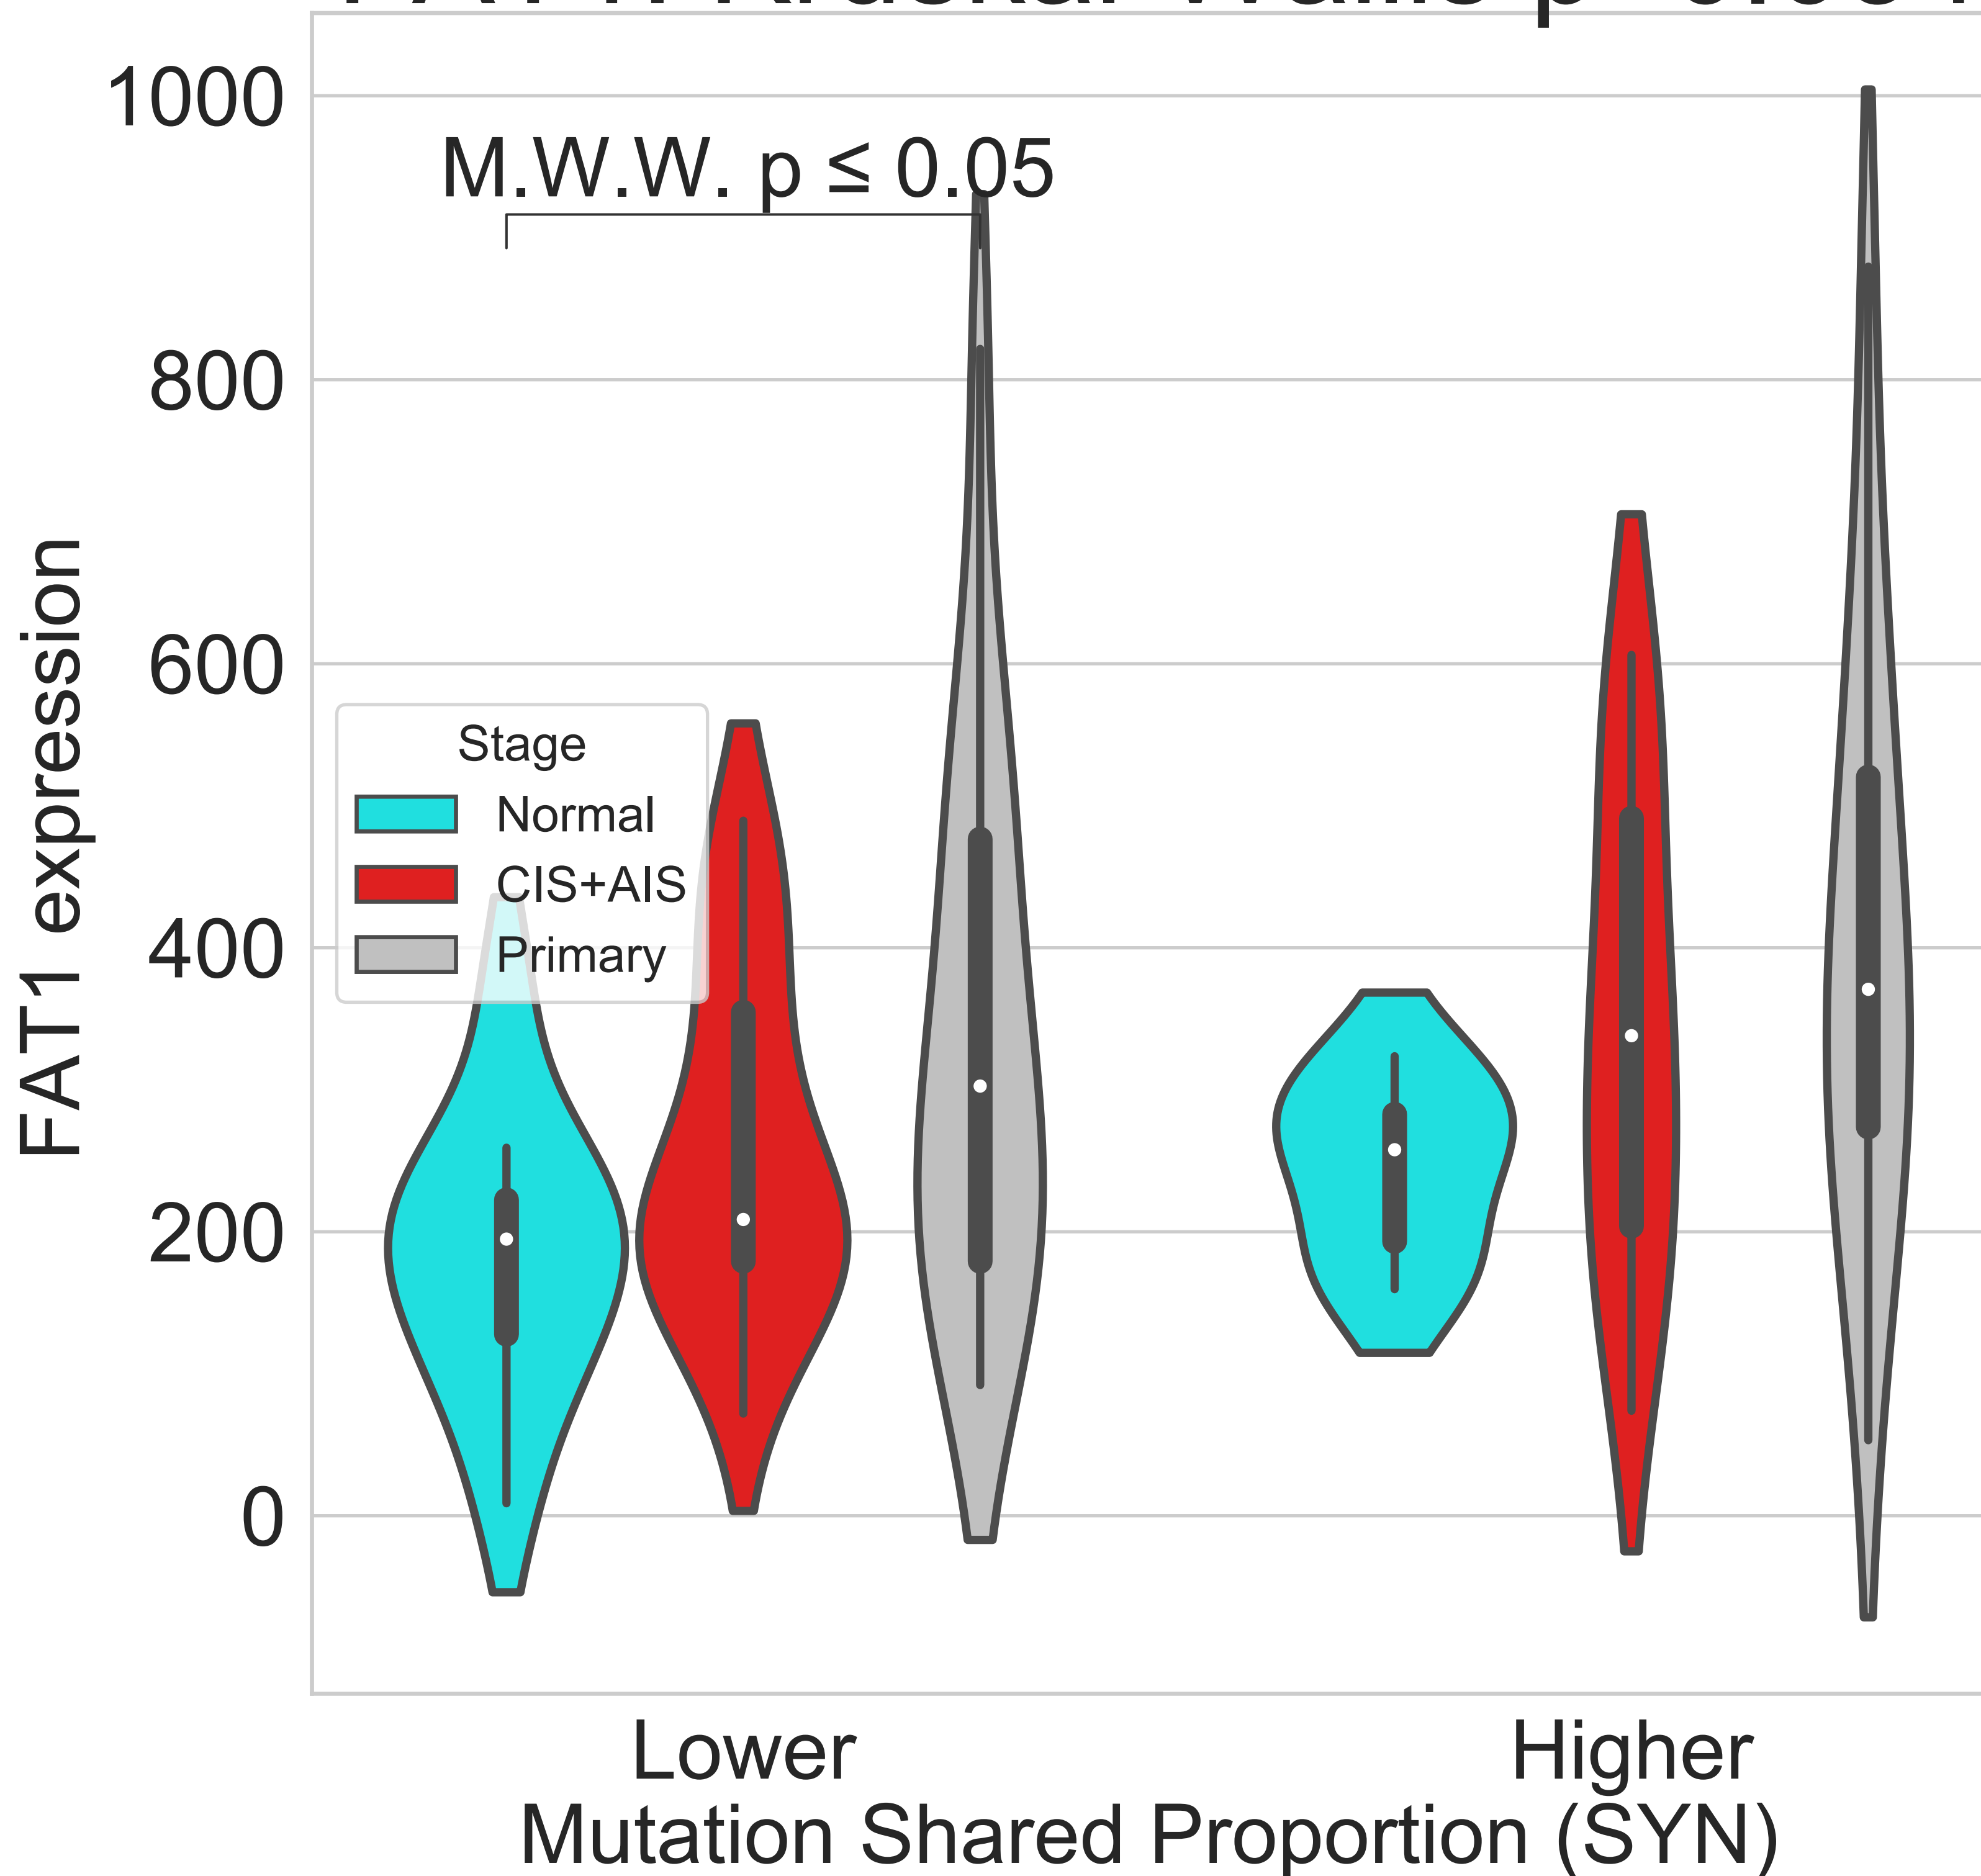 1000
M.W.W. p ≤ 0.05
800
600
400
200
0
FAT1 expression
Stage
Normal
CIS+AIS
Primary
Lower
Higher
Mutation Shared Proportion (SYN)